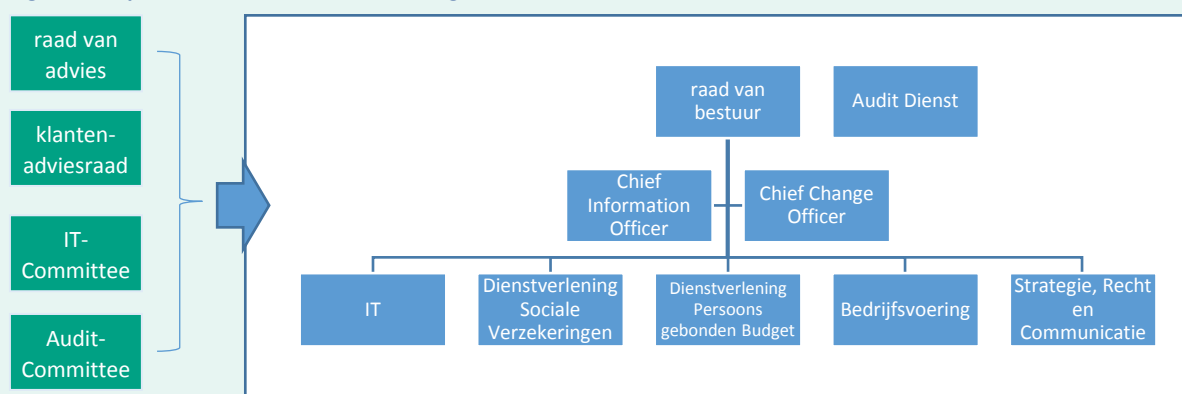 raad van
advies
klanten-
adviesraad
IT-
Committee
Audit-
Committee
raad van
bestuur
Audit Dienst
Chief
Information
Officer
Chief Change
Officer
IT
Dienstverlening
Sociale
Verzekeringen
Dienstverlening
Persoons
gebonden Budget
Bedrijfsvoering
Strategie, Recht
en
Communicatie